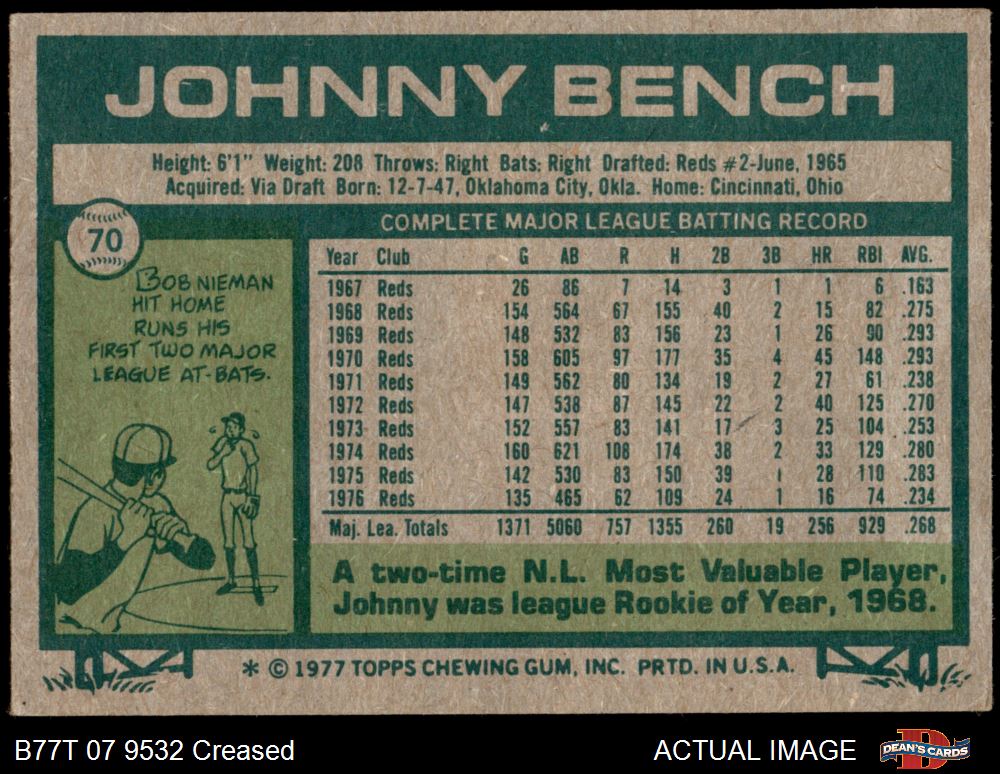 JOHNNY BENCH
Height: 6'1" Weight: 208 Throws: Right Bats: Right Drafted: Reds #2-June, 1965
Acquired: Via Draft Born: 12-7-47, Oklahoma City, Okla. Home: Cincinnati, Ohio
70
BOB NIEMAN
HIT HOME
RUNS HIS
FIRST TWO MAJOR
LEAGUE AT-BATS.
COMPLETE MAJOR LEAGUE BATTING RECORD
Year Club G AB R H 2B 3B HR RBI AVG.
1967 Reds 26 86 7 14 3 1 1 6 .163
1968 Reds 154 564 67 155 40 2 15 82 .275
1969 Reds 148 532 83 156 23 1 26 90 .293
1970 Reds 158 605 97 177 35 4 45 148 .293
1971 Reds 149 562 80 134 19 2 27 61 .238
1972 Reds 147 538 87 145 22 2 40 125 .270
1973 Reds 152 557 83 141 17 3 25 104 .253
1974 Reds 160 621 108 174 38 2 33 129 .280
1975 Reds 142 530 83 150 39 1 28 110 .283
1976 Reds 135 465 62 109 24 1 16 74 .234
Maj. Lea. Totals 1371 5060 757 1355 260 19 256 929 .268
A two-time N.L. Most Valuable Player,
Johnny was league Rookie of Year, 1968.
* © 1977 TOPPS CHEWING GUM, INC. PRTD. IN U.S.A.
B77T 07 9532 Creased
ACTUAL IMAGE
DEAN'S CARDS